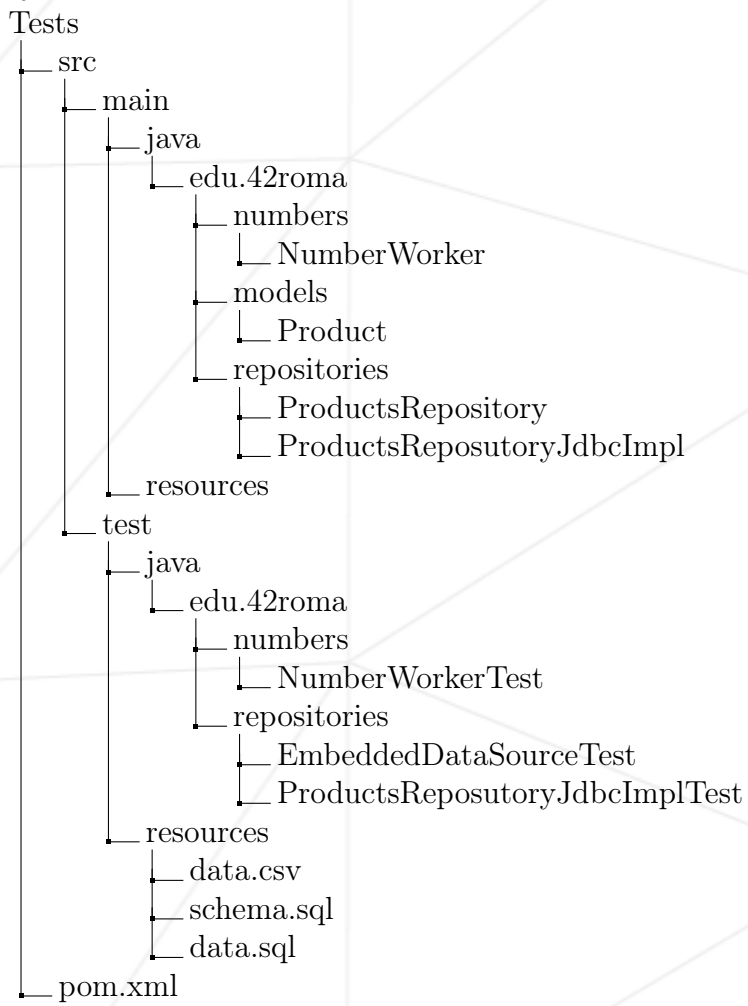 Tests
src
main
java
edu.42roma
numbers
NumberWorker
models
Product
repositories
ProductsRepository
ProductsReposutoryJdbcImpl
resources
test
java
edu.42roma
numbers
NumberWorkerTest
repositories
EmbeddedDataSourceTest
ProductsReposutoryJdbcImplTest
resources
data.csv
schema.sql
data.sql
pom.xml